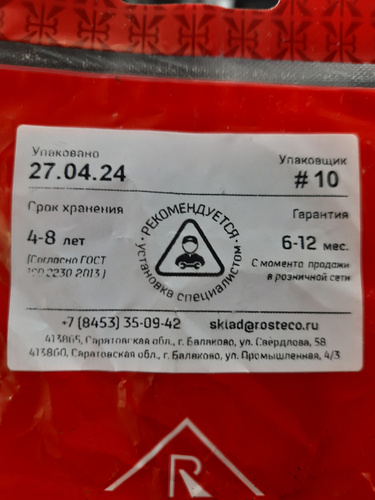 Упаковано
27.04.24
Упаковщик
# 10
Срок хранения
4-8 лет
(Согласно ГОСТ
ISO 2230 2013)
• РЕКОМЕНДУЕТСЯ •
установка специалистом
Гарантия
6-12 мес.
С момента продажи
в розничной сети
+7 (8453) 35-09-42
sklad@rosteco.ru
413865, Саратовская обл., г. Балаково, ул. Свердлова, 58
413860, Саратовская обл., г. Балаково, ул. Промышленная, 4/3
R